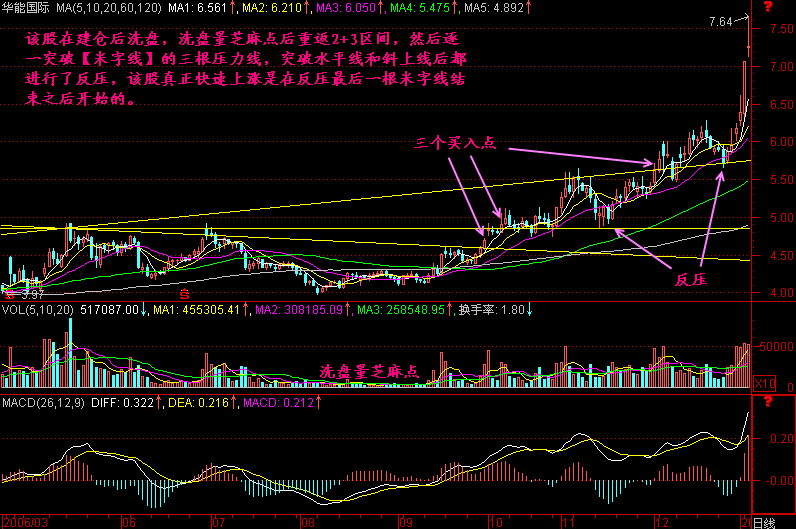 华能国际 MA(5,10,20,60,120) MA1: 6.561↑, MA2: 6.210↑, MA3: 6.050↑, MA4: 5.475↑, MA5: 4.892↑
7.64
7.50
该股在建仓后洗盘，洗盘量芝麻点后重返2+3区间，然后逐
一突破【米字线】的三根压力线，突破水平线和斜上线后都
进行了反压，该股真正快速上涨是在反压最后一根米字线结
束之后开始的。
7.00
6.50
三个买入点
6.00
5.50
5.00
4.50
反压
4.00
3.97
VOL(5,10,20) 517087.00↓, MA1: 455305.41↑, MA2: 308185.09↑, MA3: 258548.95↑, 换手率: 1.80↓
50000
洗盘量芝麻点
X10
0
MACD(26,12,9) DIFF: 0.322↑, DEA: 0.216↑, MACD: 0.212↑
0.20
-0.00
2006/03 06 07 08 09 10 11 12 20 日线